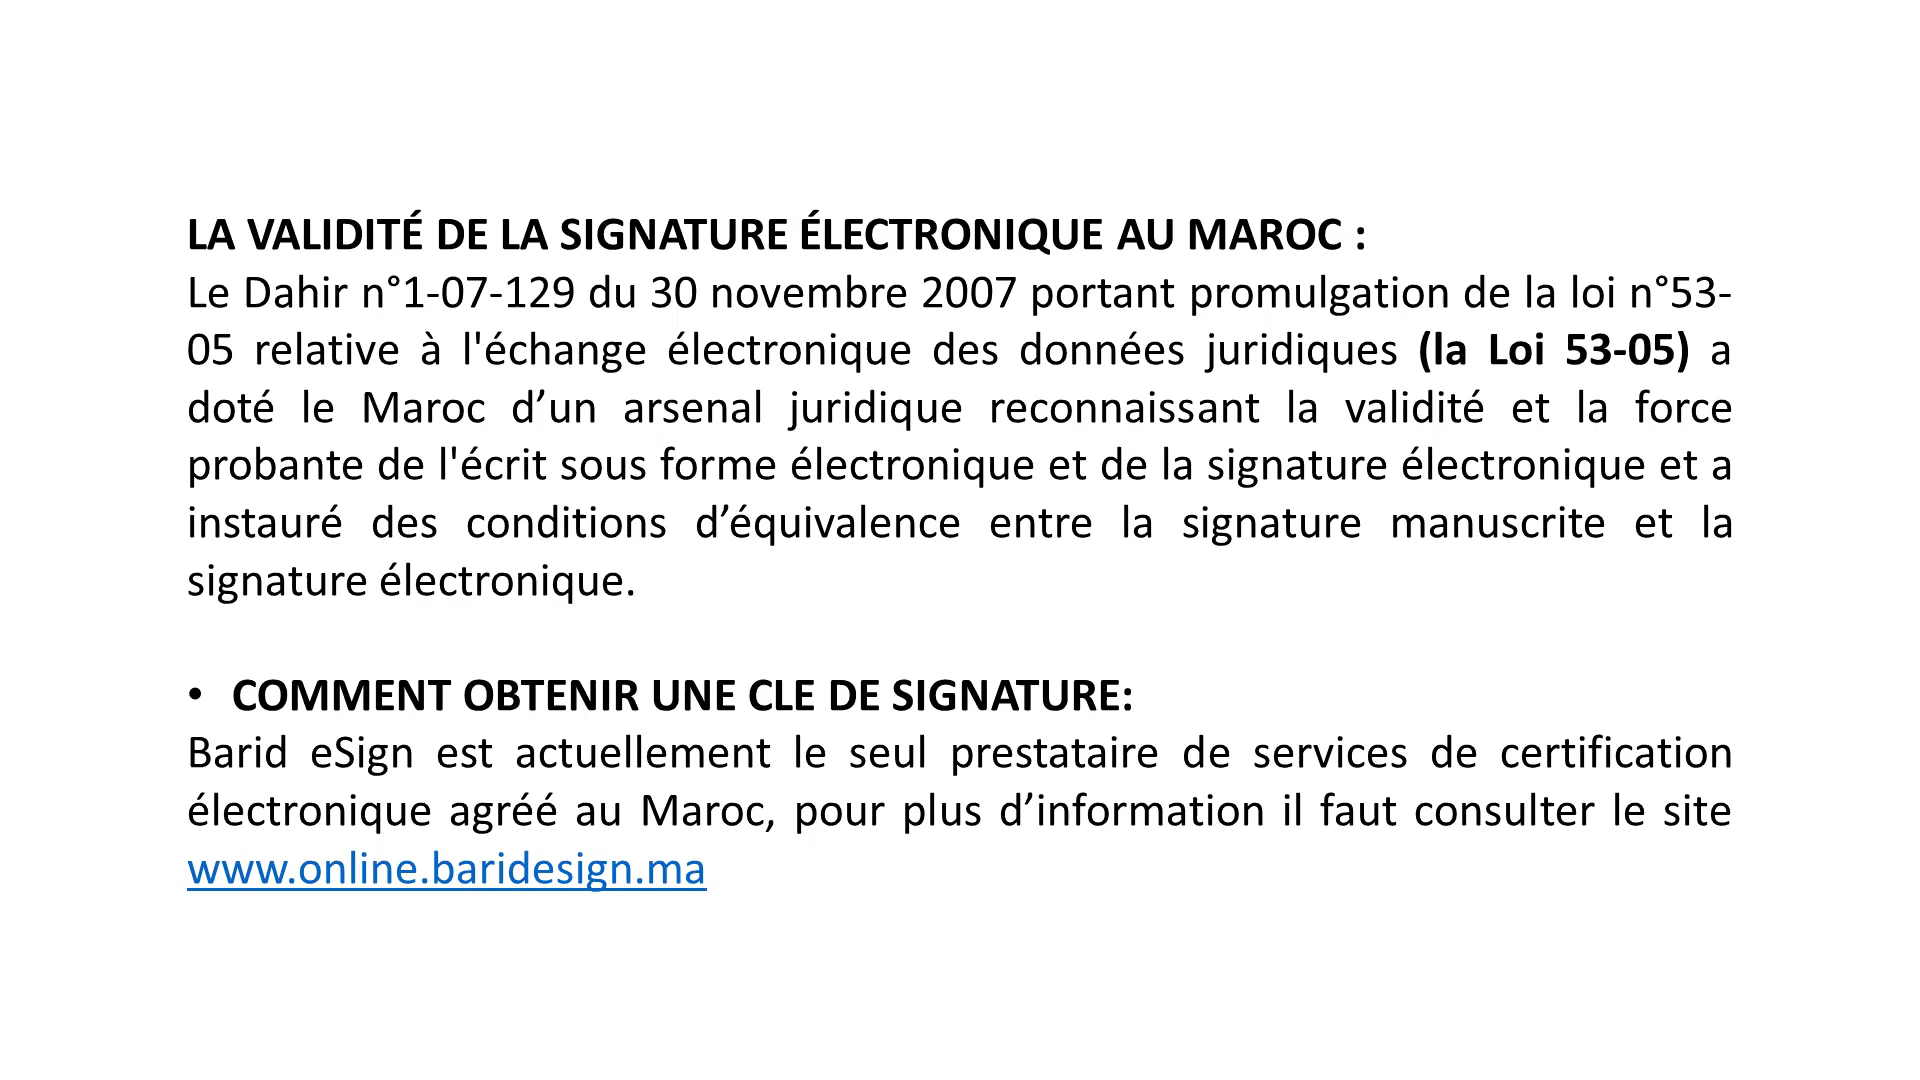 LA VALIDITÉ DE LA SIGNATURE ÉLECTRONIQUE AU MAROC :
Le Dahir n°1-07-129 du 30 novembre 2007 portant promulgation de la loi n°53-
05 relative à l'échange électronique des données juridiques (la Loi 53-05) a
doté le Maroc d’un arsenal juridique reconnaissant la validité et la force
probante de l'écrit sous forme électronique et de la signature électronique et a
instauré des conditions d’équivalence entre la signature manuscrite et la
signature électronique.
• COMMENT OBTENIR UNE CLE DE SIGNATURE:
Barid eSign est actuellement le seul prestataire de services de certification
électronique agréé au Maroc, pour plus d’information il faut consulter le site
www.online.baridesign.ma